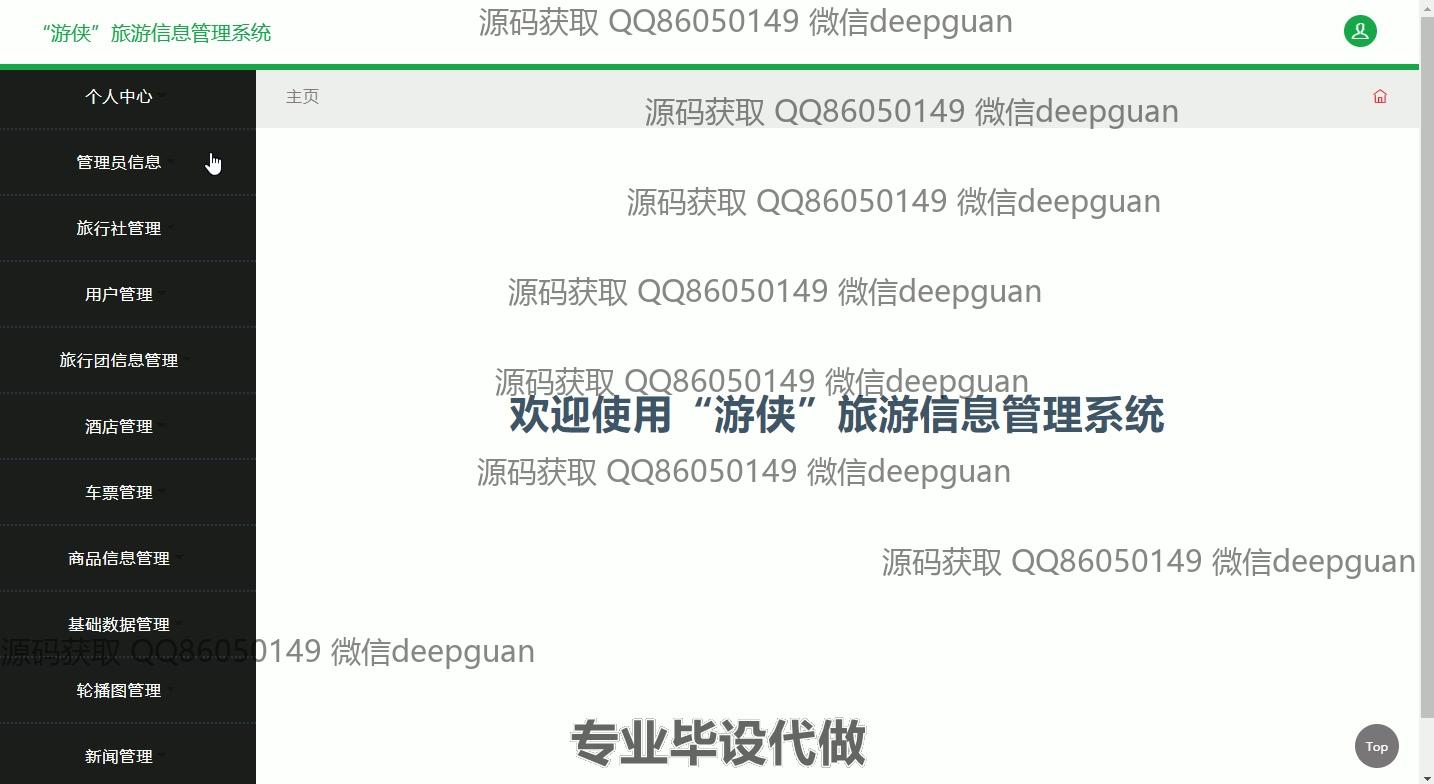 “游侠”旅游信息管理系统
源码获取 QQ86050149 微信deepguan
个人中心
主页
源码获取 QQ86050149 微信deepguan
管理员信息
源码获取 QQ86050149 微信deepguan
旅行社管理
用户管理
源码获取 QQ86050149 微信deepguan
旅行团信息管理
源码获取 QQ86050149 微信deepguan
欢迎使用“游侠”旅游信息管理系统
酒店管理
源码获取 QQ86050149 微信deepguan
车票管理
商品信息管理
源码获取 QQ86050149 微信deepguan
基础数据管理
源码获取 QQ86050149 微信deepguan
轮播图管理
专业毕设代做
新闻管理
Top